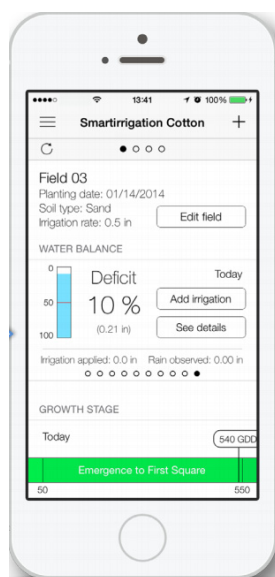 13:41 100%
Smartirrigation Cotton
Field 03
Planting date: 01/14/2014
Soil type: Sand
Irrigation rate: 0.5 in
Edit field
WATER BALANCE
0
50
100
Deficit
10 %
(0.21 in)
Today
Add irrigation
See details
Irrigation applied: 0.0 in Rain observed: 0.00 in
GROWTH STAGE
Today
540 GDD
Emergence to First Square
50 550